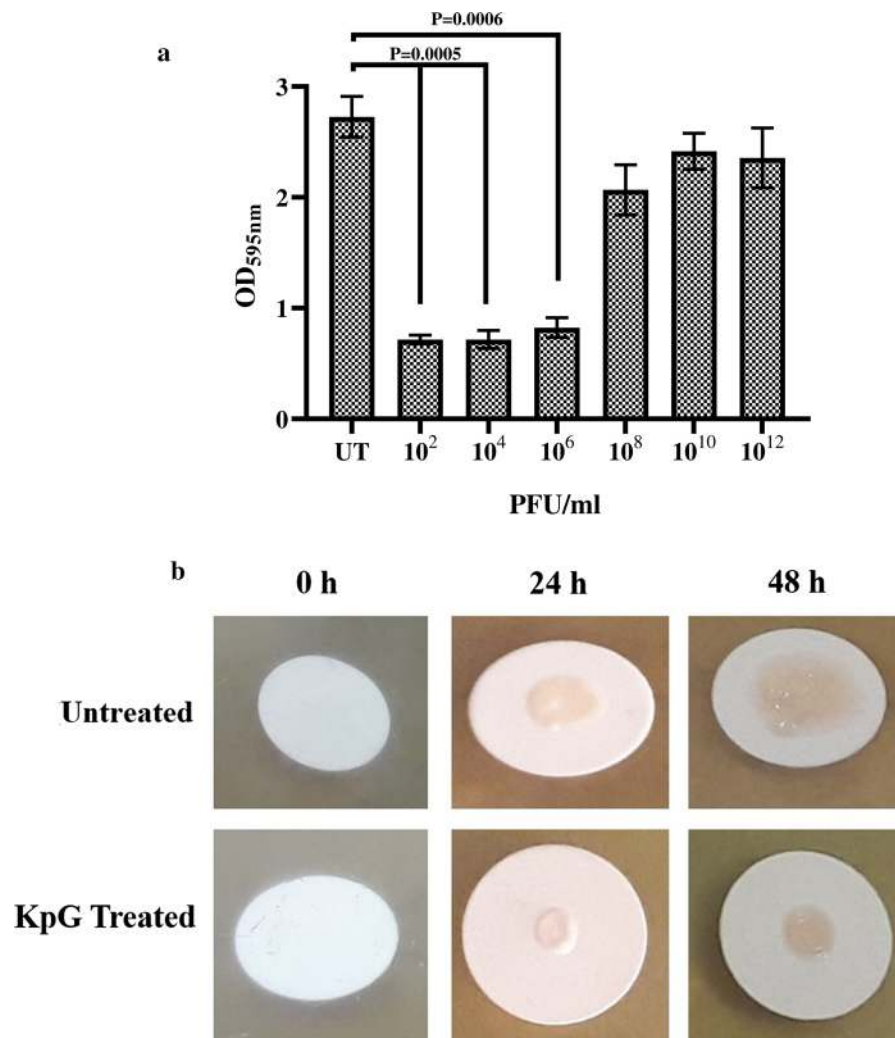 a
P=0.0006
P=0.0005
3
2
1
0
OD595nm
UT 10² 10⁴ 10⁶ 10⁸ 10¹⁰ 10¹²
PFU/ml
b
0 h 24 h 48 h
Untreated
KpG Treated